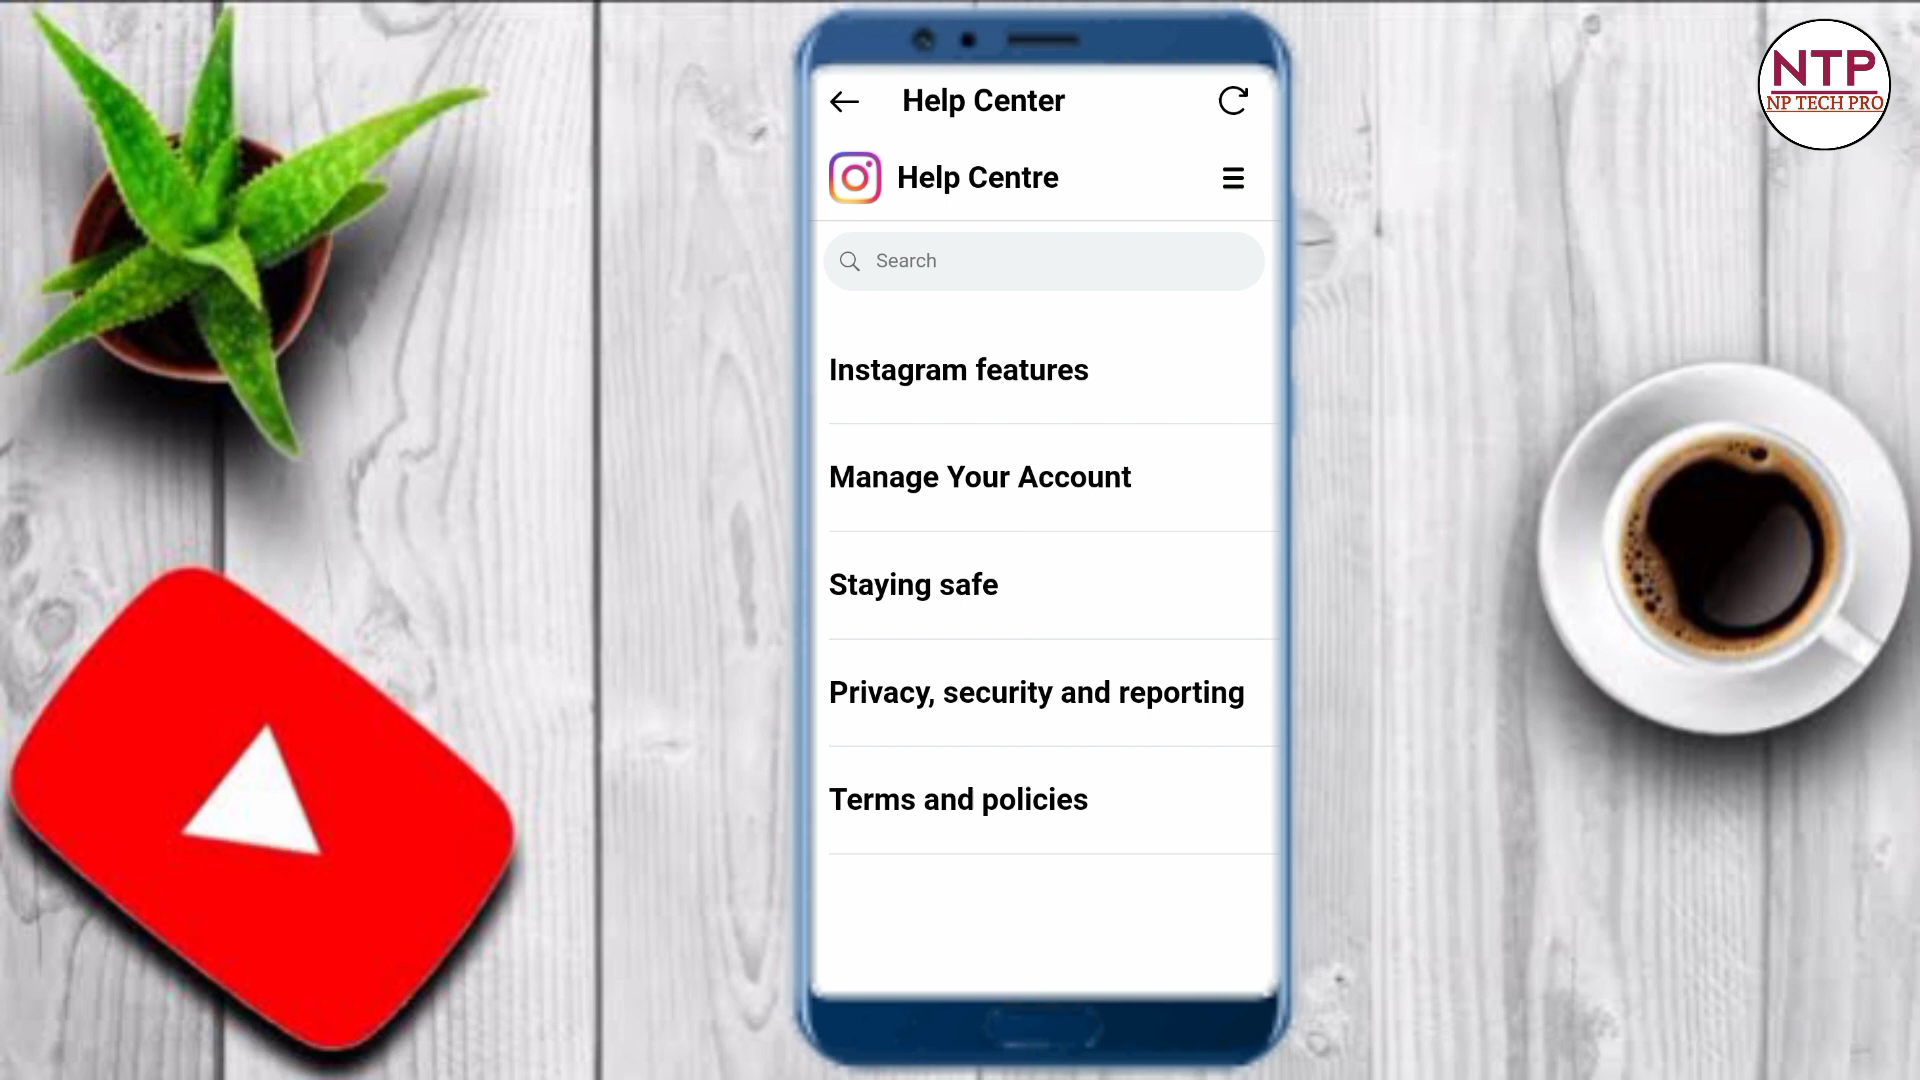 Help Center
Help Centre
Search
Instagram features
Manage Your Account
Staying safe
Privacy, security and reporting
Terms and policies
NTP
NP TECH PRO